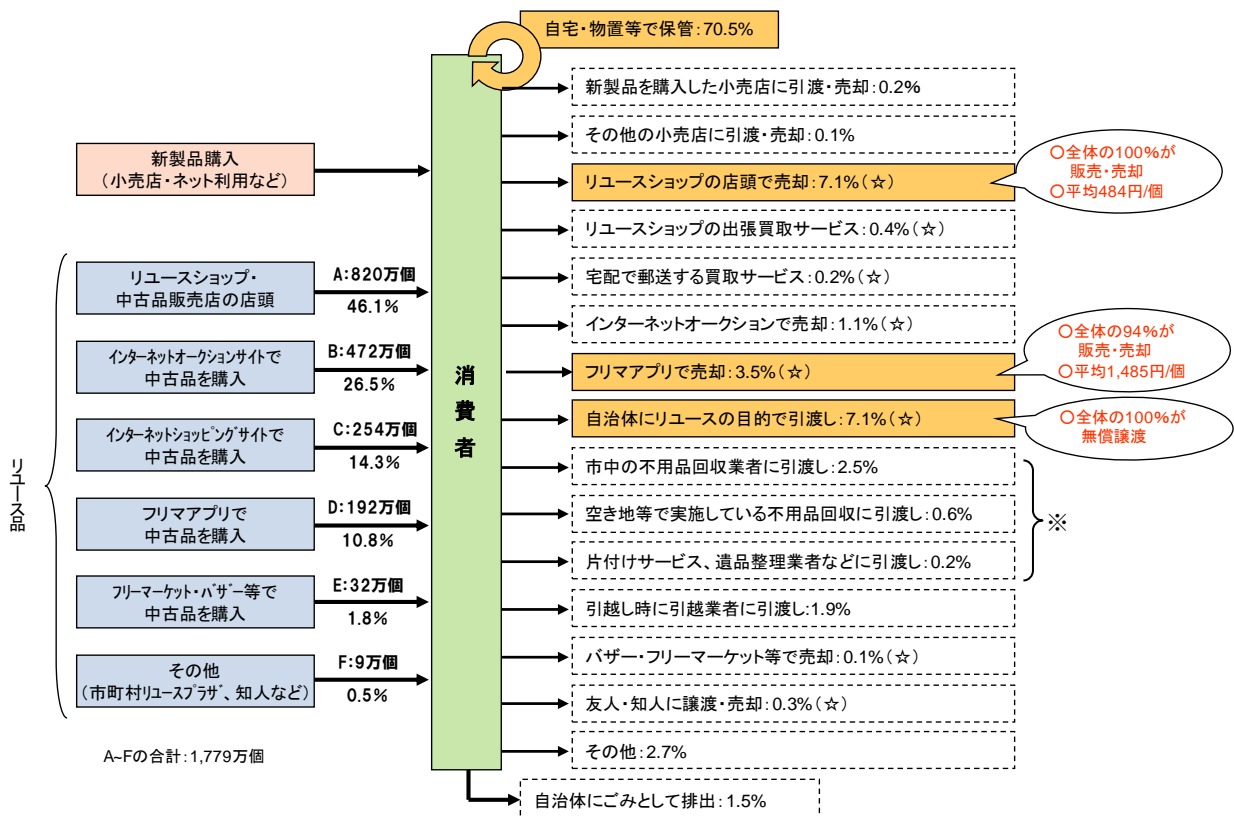 自宅・物置等で保管:70.5%
新製品を購入した小売店に引渡・売却:0.2%
その他の小売店に引渡・売却:0.1%
新製品購入
(小売店・ネット利用など)
リユースショップの店頭で売却:7.1%(☆)
○全体の100%が
販売・売却
○平均484円/個
リユースショップの出張買取サービス:0.4%(☆)
リユースショップ・
中古品販売店の店頭
A:820万個
46.1%
宅配で郵送する買取サービス:0.2%(☆)
インターネットオークションで売却:1.1%(☆)
インターネットオークションサイトで
中古品を購入
B:472万個
26.5%
消費者
フリマアプリで売却:3.5%(☆)
○全体の94%が
販売・売却
○平均1,485円/個
自治体にリユースの目的で引渡し:7.1%(☆)
○全体の100%が
無償譲渡
リユース品
インターネットショッピングサイトで
中古品を購入
C:254万個
14.3%
市中の不用品回収業者に引渡し:2.5%
フリマアプリで
中古品を購入
D:192万個
10.8%
空き地等で実施している不用品回収に引渡し:0.6%
※
片付けサービス、遺品整理業者などに引渡し:0.2%
フリーマーケット・バザー等で
中古品を購入
E:32万個
1.8%
引越し時に引越業者に引渡し:1.9%
バザー・フリーマーケット等で売却:0.1%(☆)
その他
(市町村リユースプラザ、知人など)
F:9万個
0.5%
友人・知人に譲渡・売却:0.3%(☆)
その他:2.7%
A~Fの合計:1,779万個
自治体にごみとして排出:1.5%